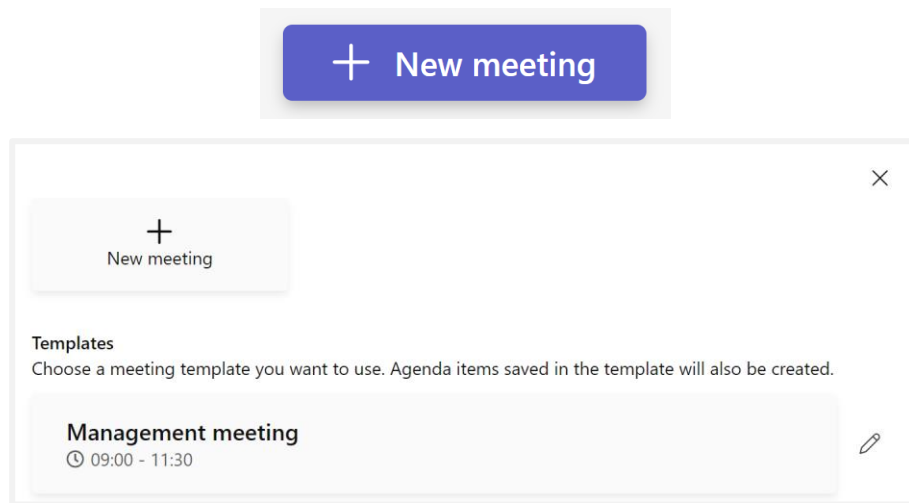 New meeting
New meeting
Templates
Choose a meeting template you want to use. Agenda items saved in the template will also be created.
Management meeting
09:00 - 11:30